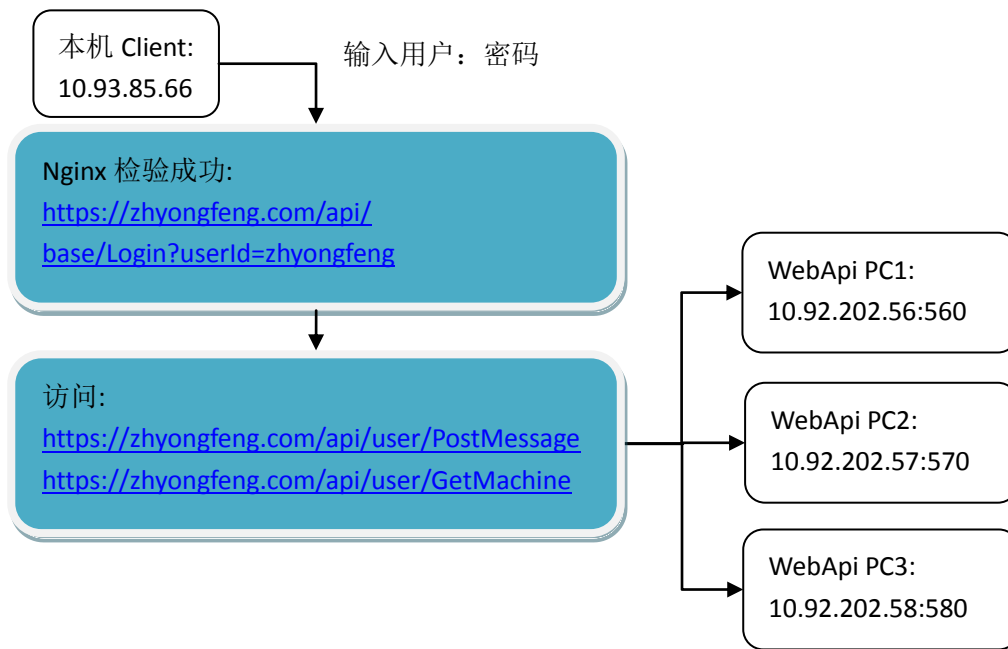 本机 Client:
10.93.85.66
输入用户：密码
Nginx 检验成功:
https://zhyongfeng.com/api/
base/Login?userId=zhyongfeng
访问:
https://zhyongfeng.com/api/user/PostMessage
https://zhyongfeng.com/api/user/GetMachine
WebApi PC1:
10.92.202.56:560
WebApi PC2:
10.92.202.57:570
WebApi PC3:
10.92.202.58:580